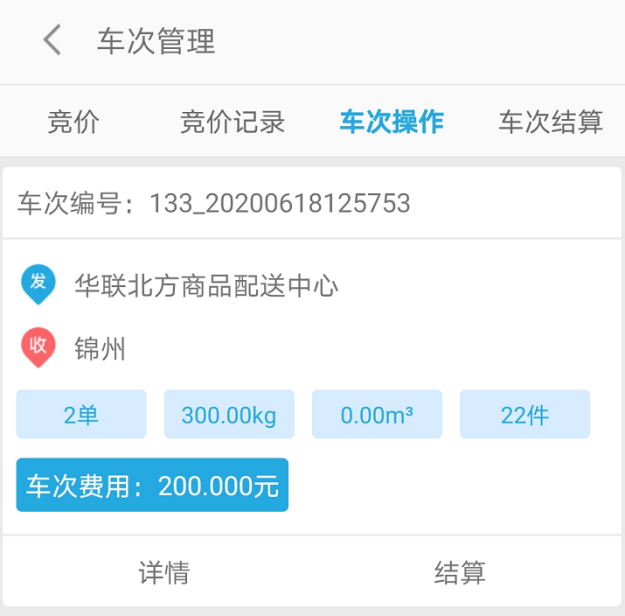 车次管理
竞价 竞价记录 车次操作 车次结算
车次编号：133_20200618125753
发 华联北方商品配送中心
收 锦州
2单 300.00kg 0.00m³ 22件
车次费用：200.000元
详情 结算